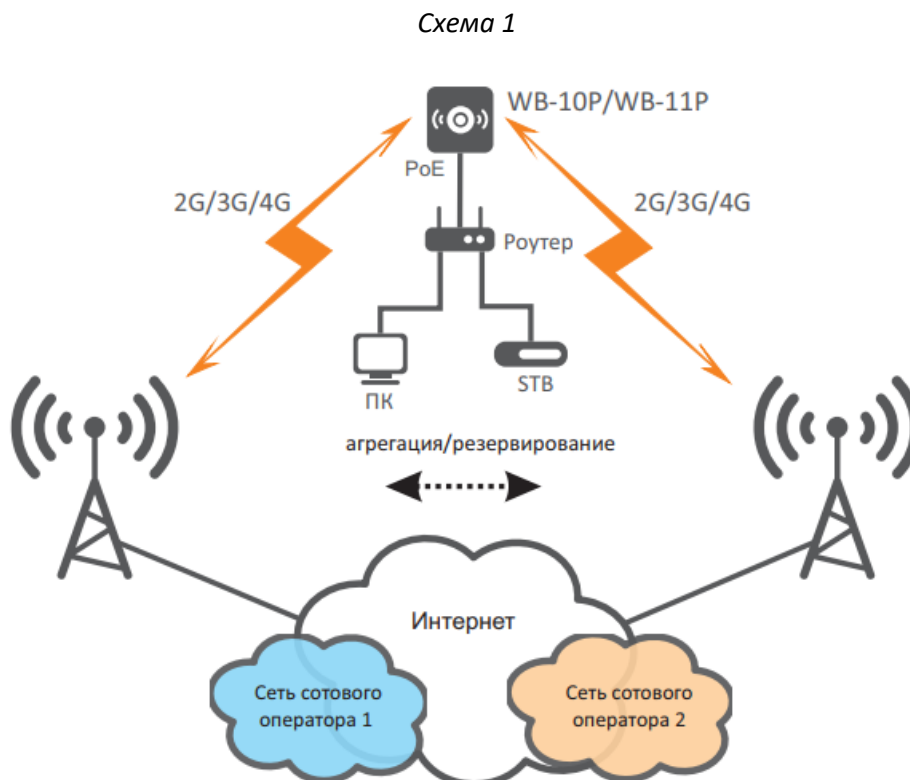 Схема 1
WB-10P/WB-11P
PoE
2G/3G/4G
2G/3G/4G
Роутер
ПК
STB
агрегация/резервирование
Интернет
Сеть сотового
оператора 1
Сеть сотового
оператора 2